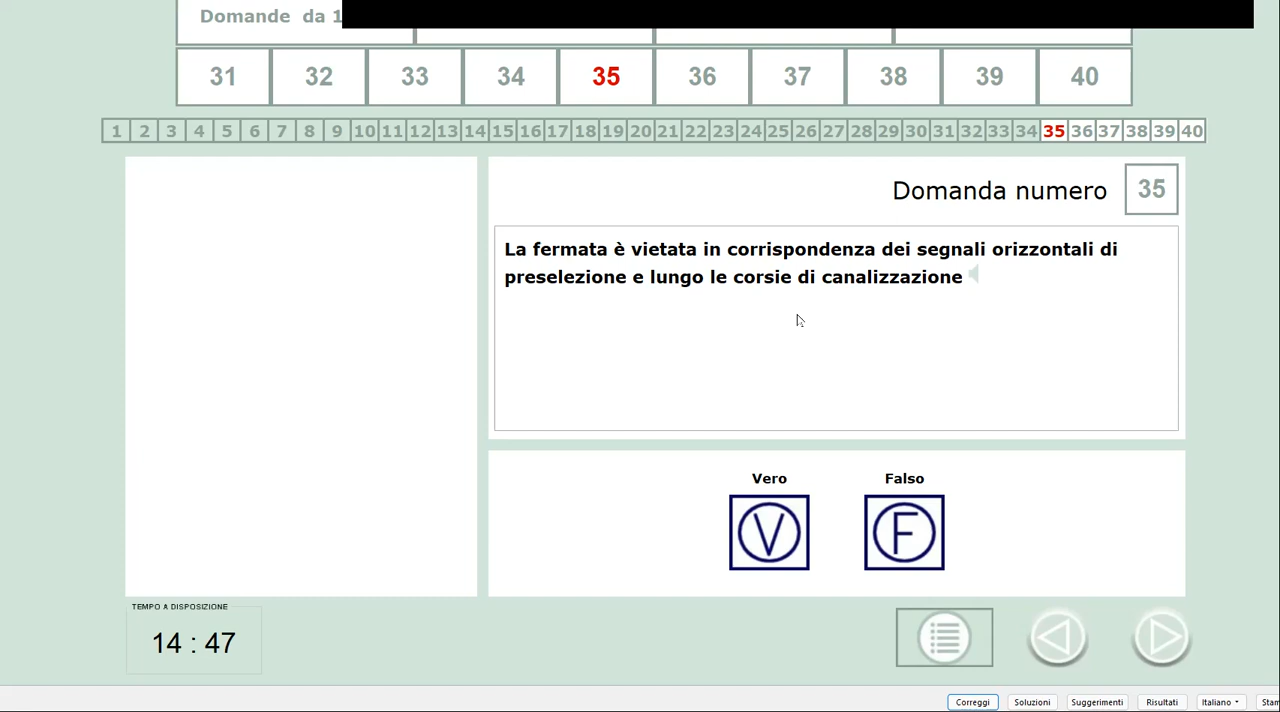 Domande da 1
31 32 33 34 35 36 37 38 39 40
1 2 3 4 5 6 7 8 9 10 11 12 13 14 15 16 17 18 19 20 21 22 23 24 25 26 27 28 29 30 31 32 33 34 35 36 37 38 39 40
Domanda numero 35
La fermata è vietata in corrispondenza dei segnali orizzontali di
preselezione e lungo le corsie di canalizzazione
Vero Falso
V F
TEMPO A DISPOSIZIONE
14 : 47
Correggi Soluzioni Suggerimenti Risultati Italiano